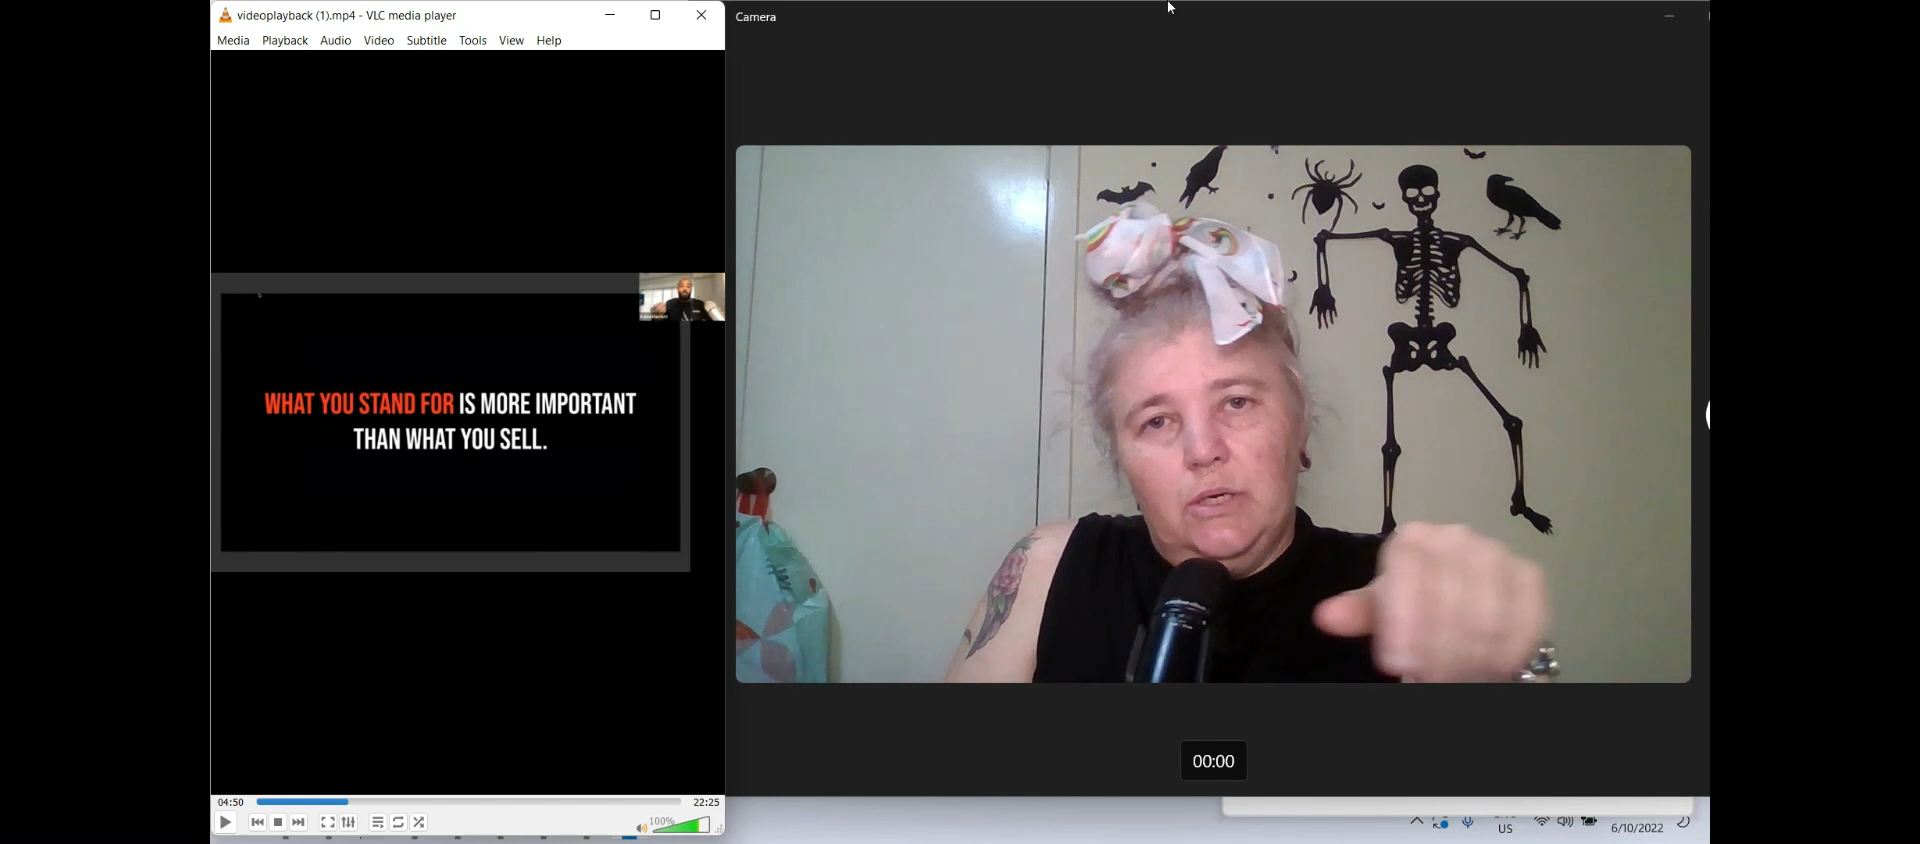 videoplayback (1).mp4 - VLC media player
Media Playback Audio Video Subtitle Tools View Help
Camera
WHAT YOU STAND FOR IS MORE IMPORTANT
THAN WHAT YOU SELL.
00:00
04:50
22:25
100%
US
6/10/2022